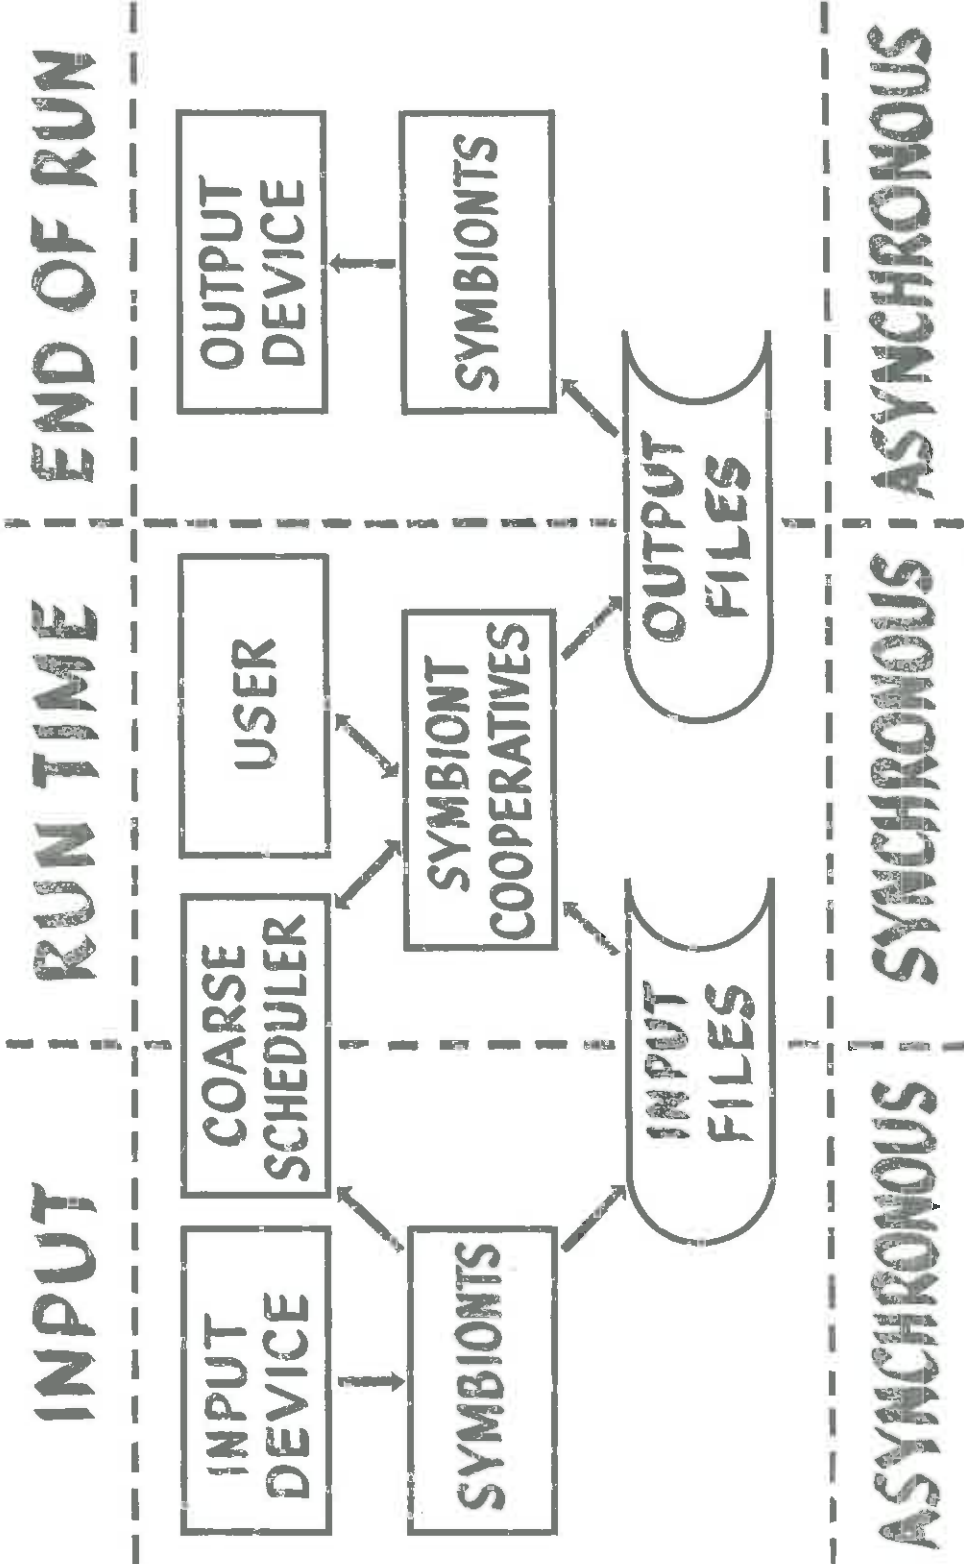 INPUT
RUN TIME
END OF RUN
INPUT
DEVICE
COARSE
SCHEDULER
USER
OUTPUT
DEVICE
SYMBIONTS
SYMBIONT
COOPERATIVES
SYMBIONTS
INPUT
FILES
OUTPUT
FILES
ASYNCHRONOUS
SYNCHRONOUS
ASYNCHRONOUS